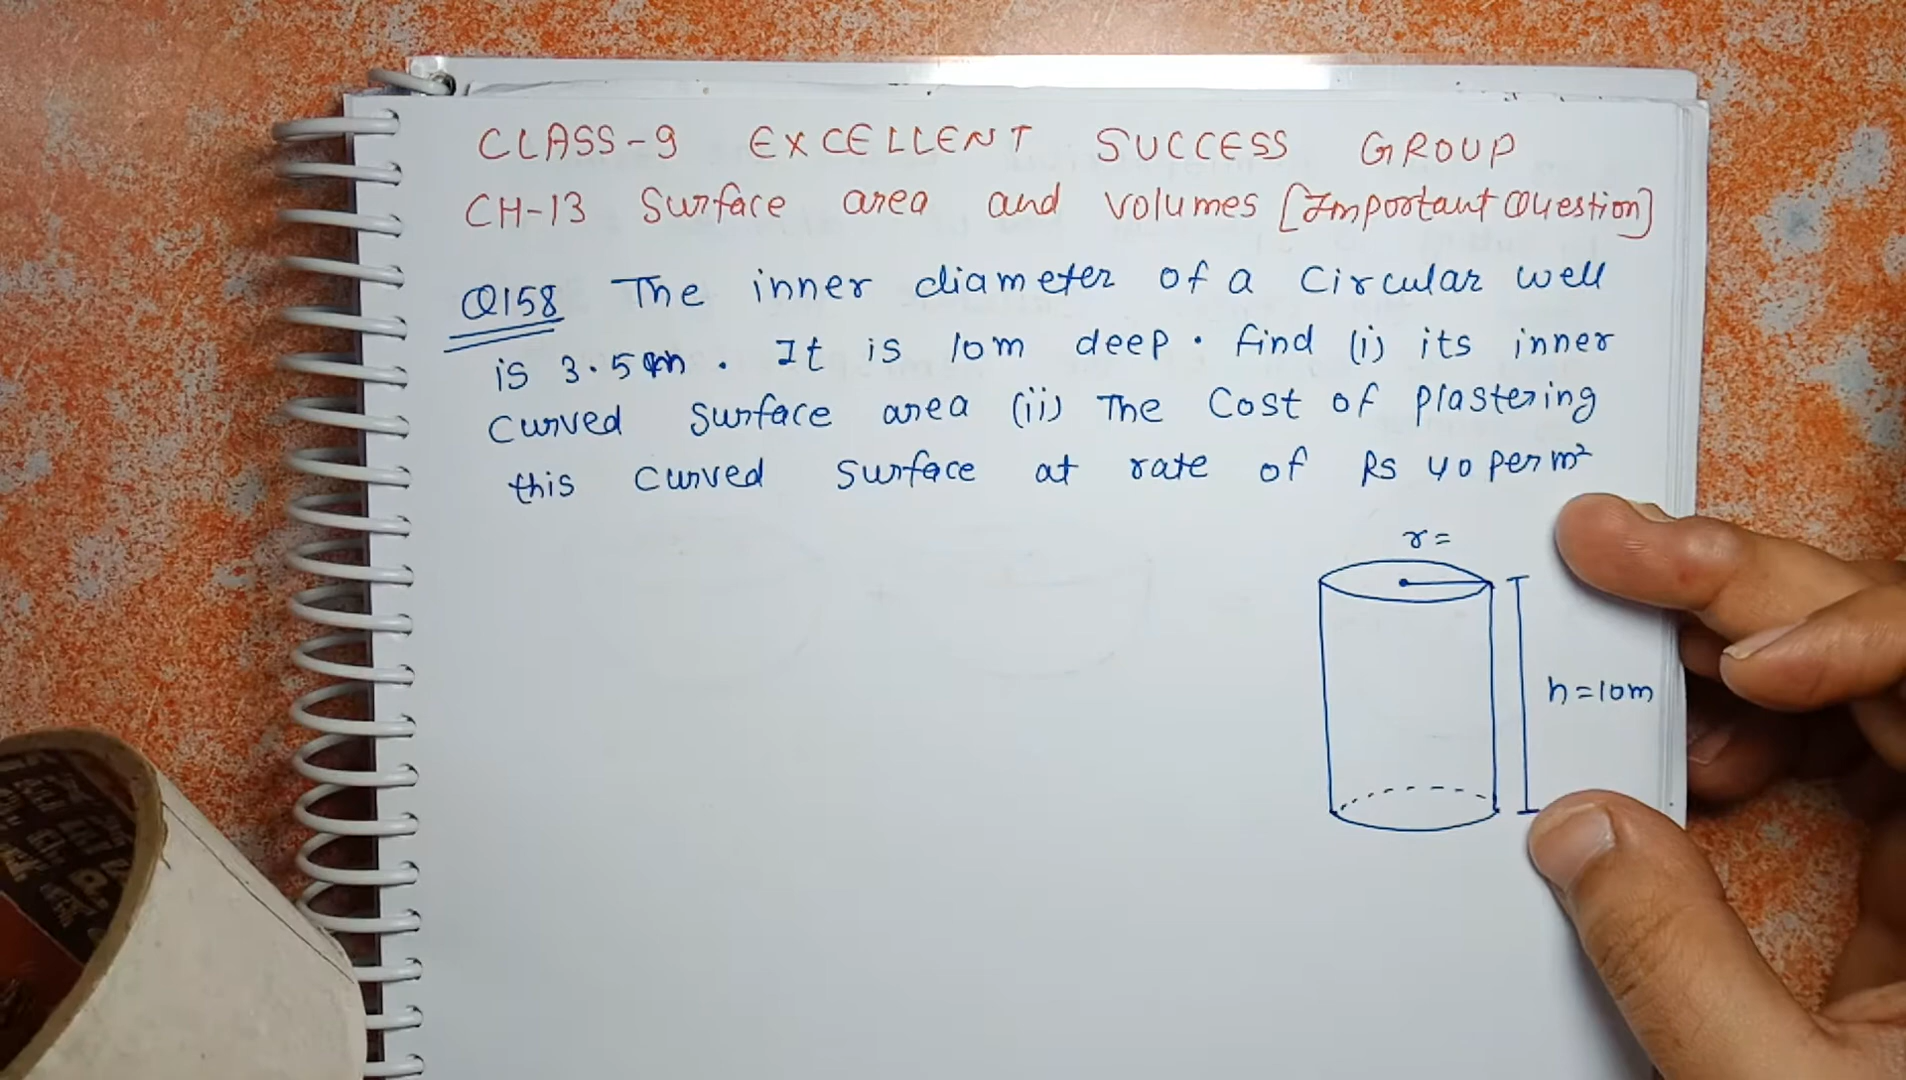 CLASS-9 EXCELLENT SUCCESS GROUP
CH-13 Surface area and volumes [Important Question]
Q158 The inner diameter of a Circular well
is 3.5m. It is 10m deep. find (i) its inner
curved surface area (ii) The Cost of Plastering
this curved surface at rate of Rs 40 per m²
r=
h=10m